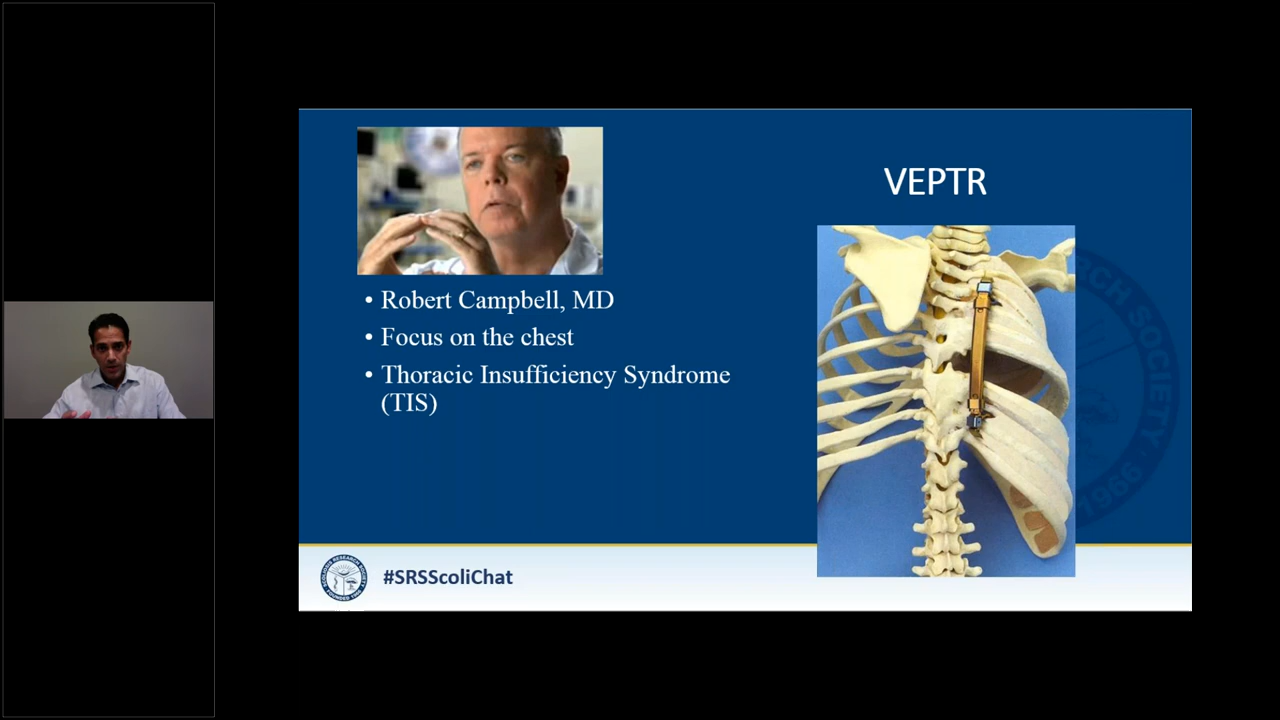 VEPTR
• Robert Campbell, MD
• Focus on the chest
• Thoracic Insufficiency Syndrome
(TIS)
#SRSScoliChat